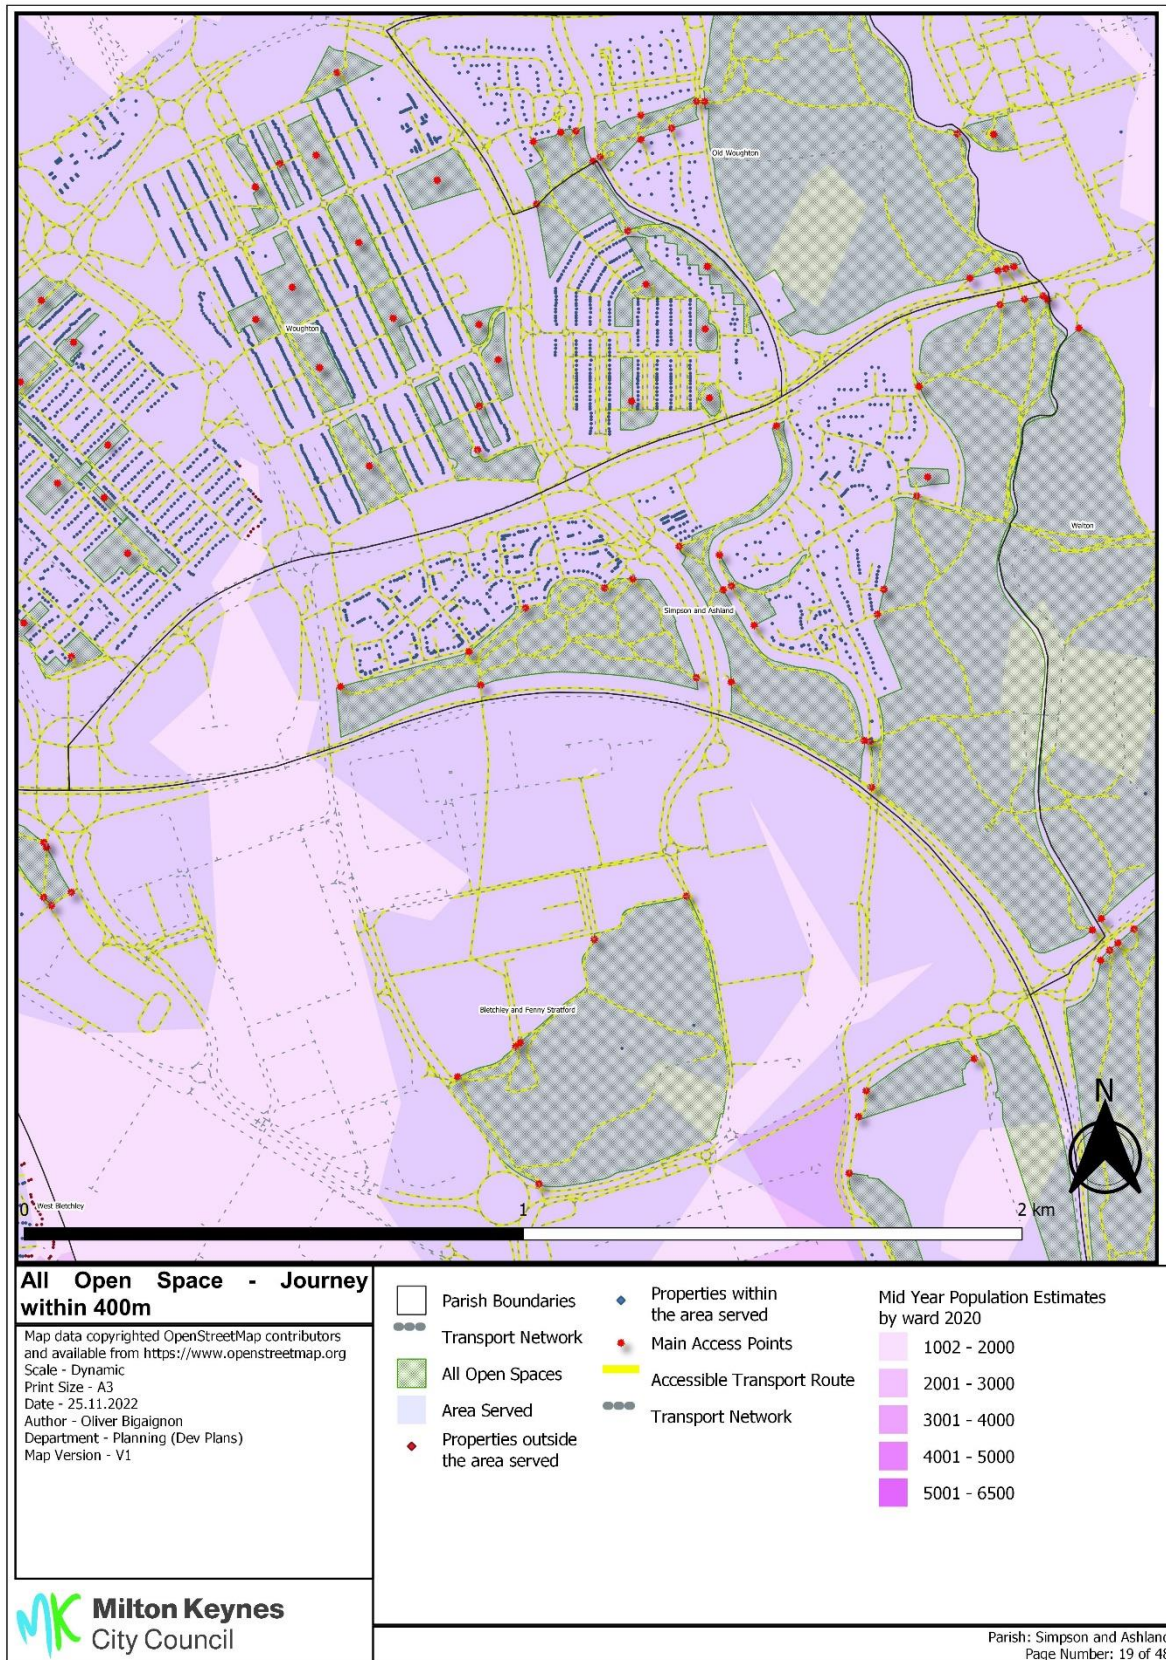 Old Woughton
Woughton
Walton
Simpson and Ashland
Bletchley and Fenny Stratford
N
West Bletchley
0
1
2 km
All Open Space - Journey
within 400m
Map data copyrighted OpenStreetMap contributors
and available from https://www.openstreetmap.org
Scale - Dynamic
Print Size - A3
Date - 25.11.2022
Author - Oliver Bigaignon
Department - Planning (Dev Plans)
Map Version - V1
MK Milton Keynes
City Council
Parish Boundaries
Transport Network
All Open Spaces
Area Served
Properties outside
the area served
Properties within
the area served
Main Access Points
Accessible Transport Route
Transport Network
Mid Year Population Estimates
by ward 2020
1002 - 2000
2001 - 3000
3001 - 4000
4001 - 5000
5001 - 6500
Parish: Simpson and Ashland
Page Number: 19 of 48